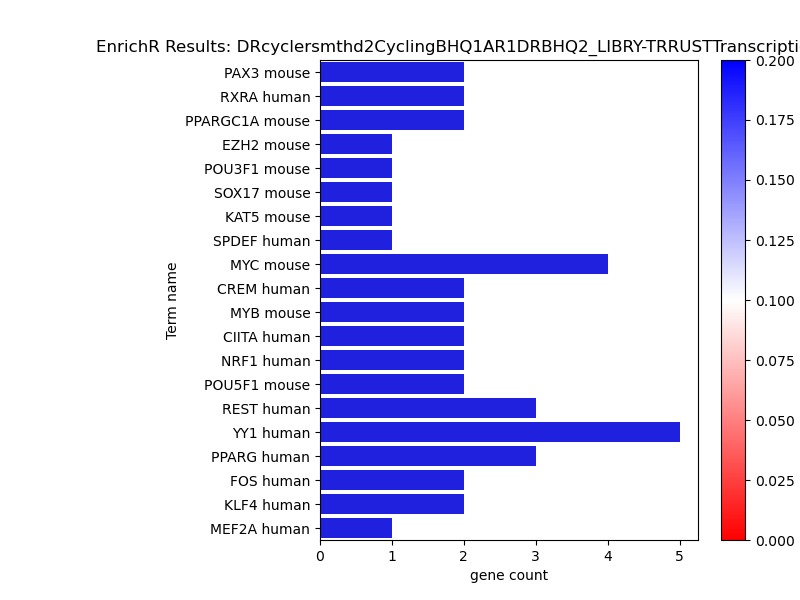 EnrichR Results: DRcyclersmthd2CyclingBHQ1AR1DRBHQ2_LIBRY-TRRUSTTranscripti
PAX3 mouse
RXRA human
PPARGC1A mouse
EZH2 mouse
POU3F1 mouse
SOX17 mouse
KAT5 mouse
SPDEF human
MYC mouse
CREM human
MYB mouse
CIITA human
NRF1 human
POU5F1 mouse
REST human
YY1 human
PPARG human
FOS human
KLF4 human
MEF2A human
Term name
0 1 2 3 4 5
gene count
0.200
0.175
0.150
0.125
0.100
0.075
0.050
0.025
0.000